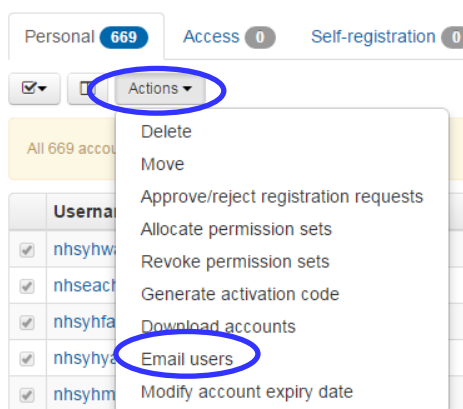 Personal 669 Access 0 Self-registration 0
Actions
All 669 accou
Delete
Move
Approve/reject registration requests
Allocate permission sets
Revoke permission sets
Generate activation code
Download accounts
Email users
Modify account expiry date
Userna
nhsyhwa
nhseach
nhsyhfa
nhsyhya
nhsyhm